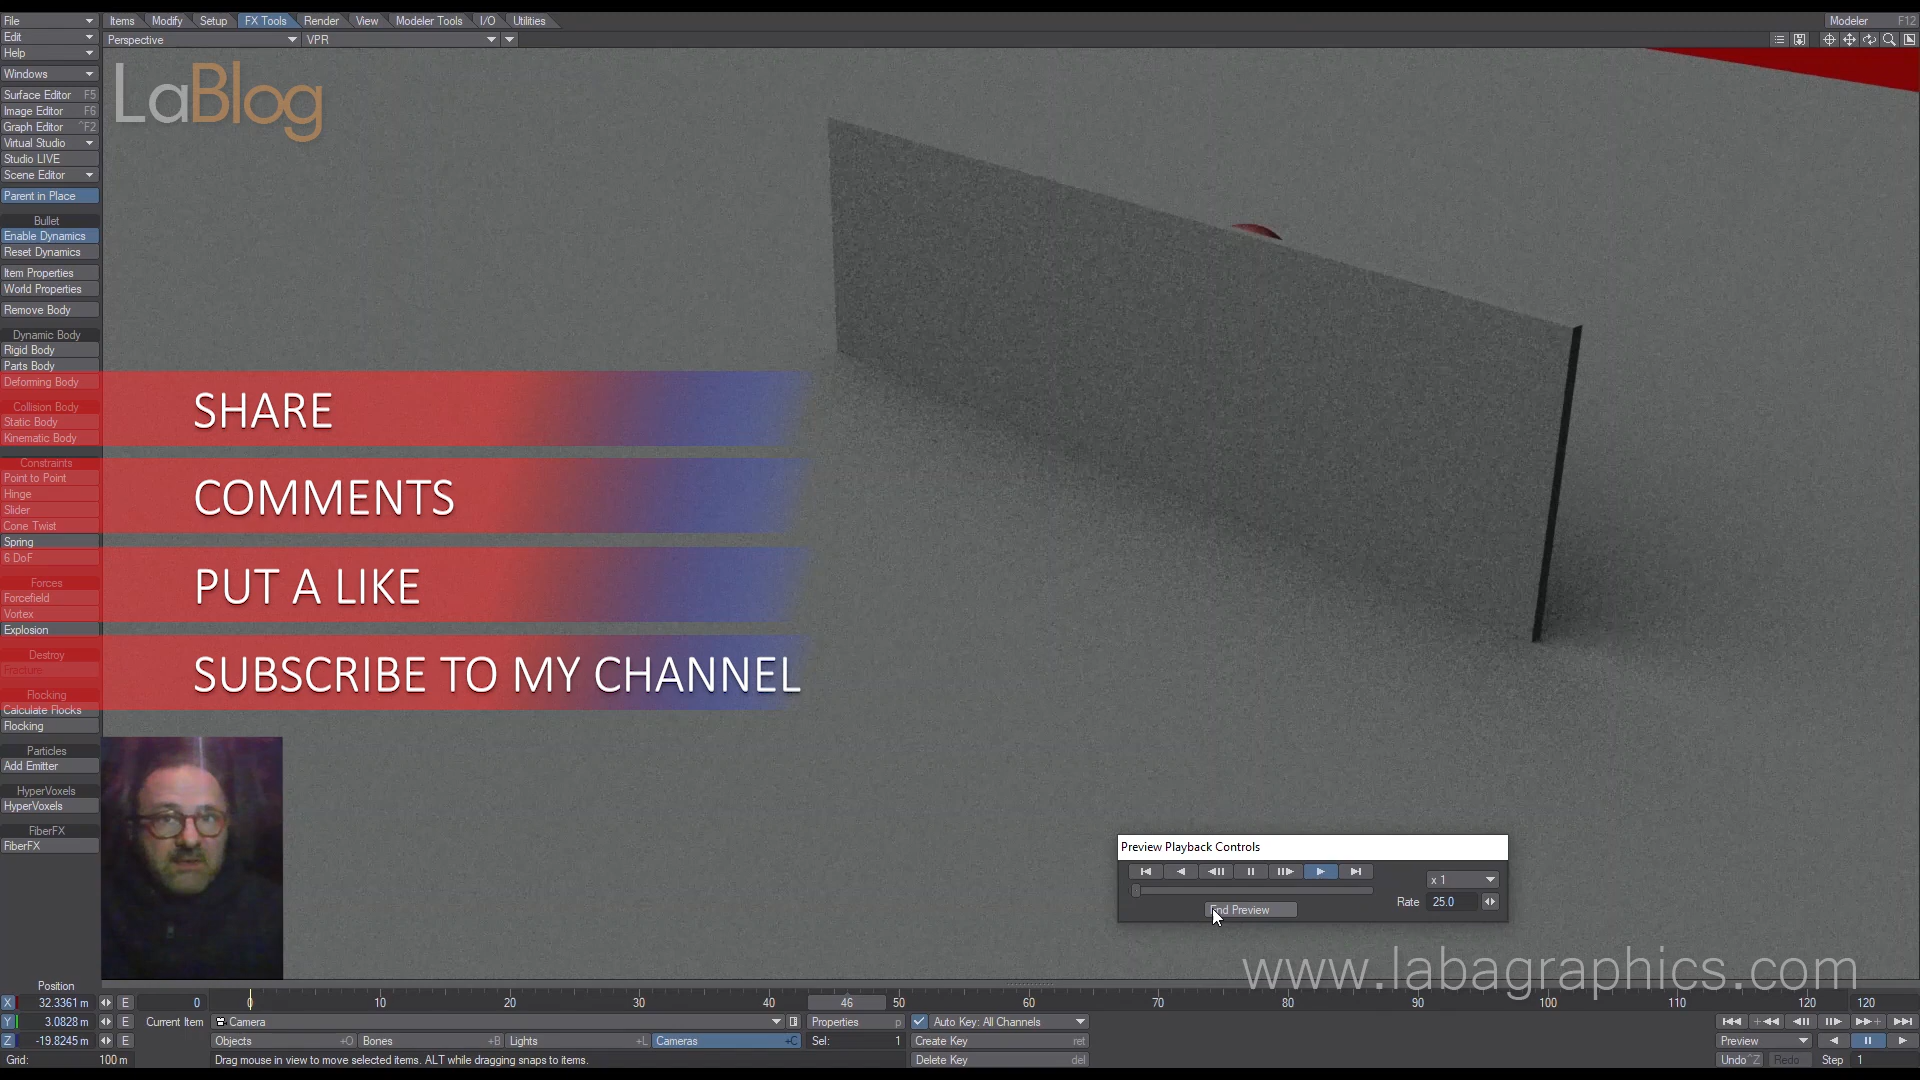 File
Items
Modify
Setup
FX Tools
Render
View
Modeler Tools
I/O
Utilities
Modeler F12
Edit
Perspective
VPR
Help
Windows
LaBlog
Surface Editor F5
Image Editor F6
Graph Editor ^F2
Virtual Studio
Studio LIVE
Scene Editor
Parent in Place
Bullet
Enable Dynamics
Reset Dynamics
Item Properties
World Properties
Remove Body
Dynamic Body
Rigid Body
Parts Body
Deforming Body
Collision Body
Static Body
Kinematic Body
Constraints
Point to Point
Hinge
Slider
Cone Twist
Spring
6 DoF
Forces
Forcefield
Vortex
Explosion
Destroy
Fracture
Flocking
Calculate Flocks
Flocking
Particles
Add Emitter
HyperVoxels
HyperVoxels
FiberFX
FiberFX
SHARE
COMMENTS
PUT A LIKE
SUBSCRIBE TO MY CHANNEL
Preview Playback Controls
x 1
Rate 25.0
End Preview
www.labagraphics.com
Position
X 32.3361 m E 0 0 10 20 30 40 46 50 60 70 80 90 100 110 120 120
Y 3.0828 m E Current Item Camera Properties p Auto Key: All Channels
Z -19.8245 m E Objects +O Bones +B Lights +L Cameras +C Sel: 1 Create Key ret Preview
Grid: 100 m Drag mouse in view to move selected items. ALT while dragging snaps to items. Delete Key del Undo ^Z Redo Step 1